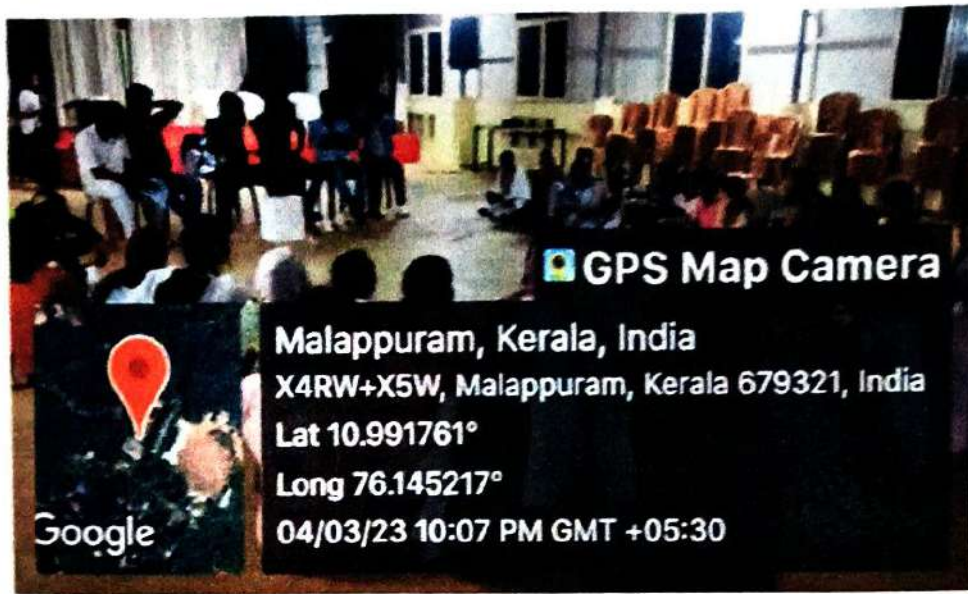 GPS Map Camera
Malappuram, Kerala, India
X4RW+X5W, Malappuram, Kerala 679321, India
Lat 10.991761°
Long 76.145217°
04/03/23 10:07 PM GMT +05:30
Google